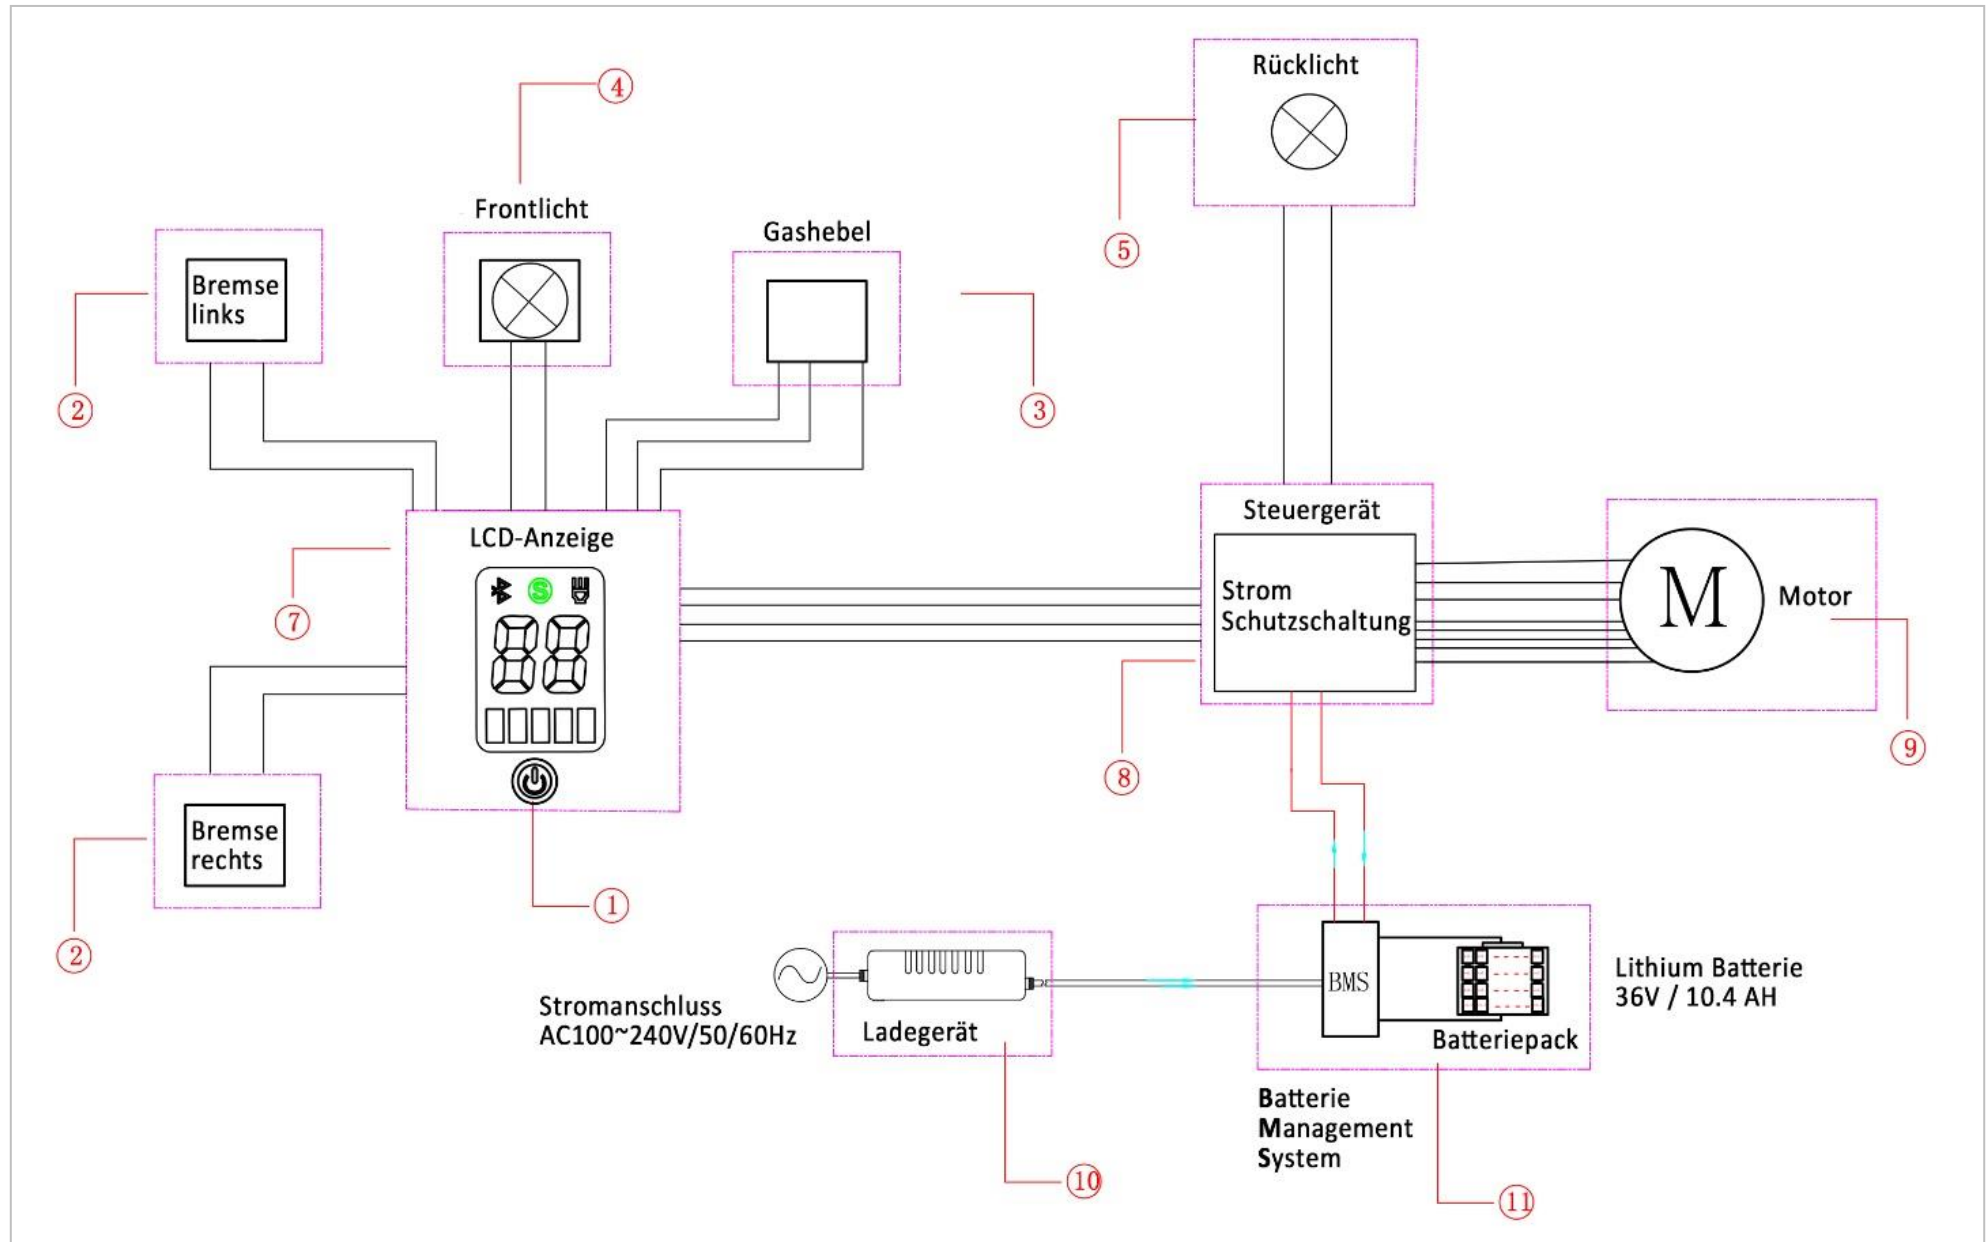 Rücklicht
④
Frontlicht
Gashebel
⑤
Bremse
links
②
③
LCD-Anzeige
S
88
⑦
Steuergerät
Strom
Schutzschaltung
M
Motor
⑧
⑨
Bremse
rechts
②
①
Stromanschluss
AC100~240V/50/60Hz
Ladegerät
BMS
Batteriepack
Lithium Batterie
36V / 10.4 AH
Batterie
Management
System
⑩
⑪